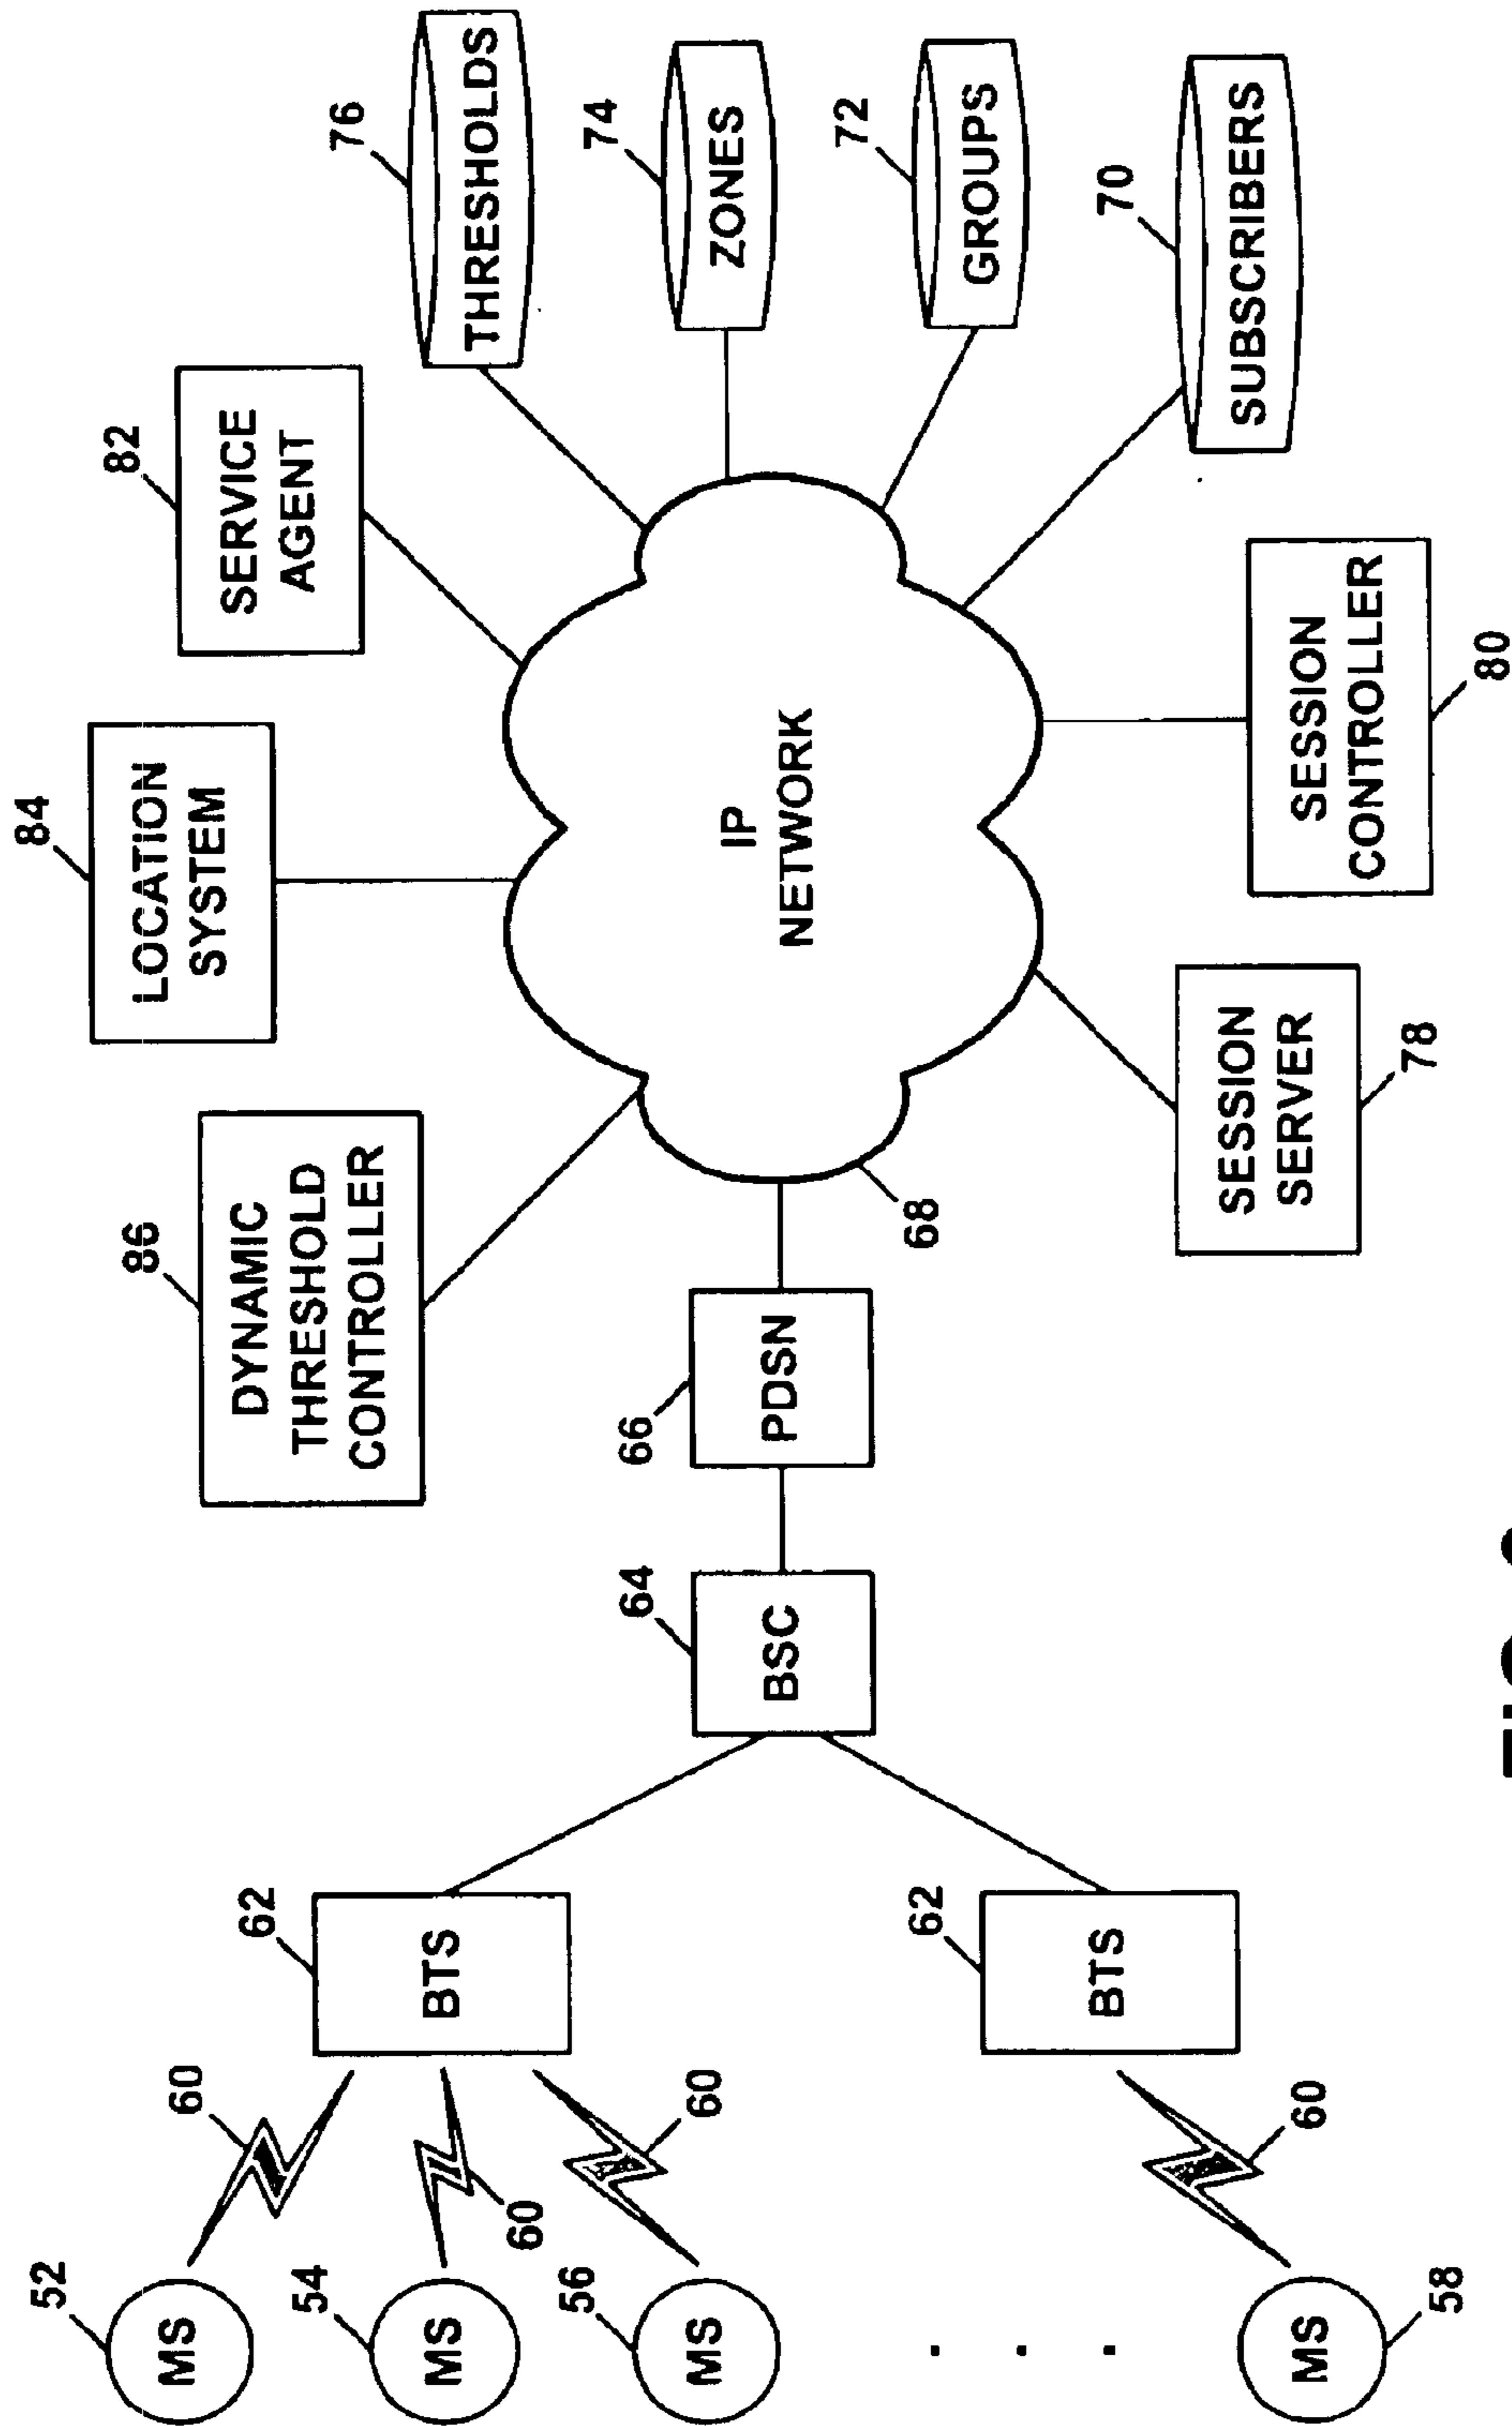 52
MS
54
MS
56
MS
. . .
MS
58
60
60
60
60
62
BTS
62
BTS
64
BSC
66
PDSN
86
DYNAMIC
THRESHOLD
CONTROLLER
84
LOCATION
SYSTEM
82
SERVICE
AGENT
76
THRESHOLDS
74
ZONES
72
GROUPS
70
SUBSCRIBERS
IP
NETWORK
68
SESSION
SERVER
78
SESSION
CONTROLLER
80